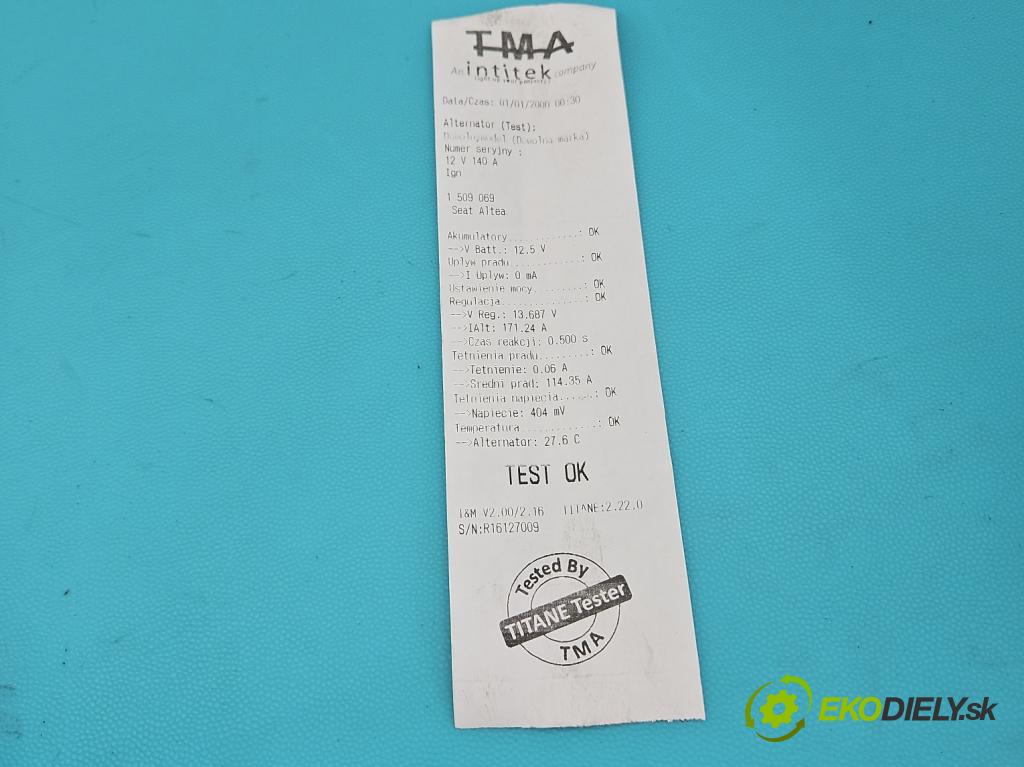 TMA
An intitek company
light up your projects
Data/Czas: 01/01/2000 00:30
Alternator (Test):
Dowolnymodel (Dowolna marka)
Numer seryjny :
12 V 140 A
Ign
1 509 069
Seat Altea
Akumulatory............: OK
-->V Batt.: 12.5 V
Uplyw pradu............: OK
-->I Uplyw: 0 mA
Ustawienie mocy........: OK
Regulacja..............: OK
-->V Reg.: 13.687 V
-->IAlt: 171.24 A
-->Czas reakcji: 0.500 s
Tetnienia pradu.........: OK
-->Tetnienie: 0.06 A
-->Sredni prad: 114.35 A
Tetnienia napiecia......: OK
-->Napiecie: 404 mV
Temperatura.............: OK
-->Alternator: 27.6 C
TEST OK
I&M V2.00/2.16 TITANE:2.22.0
S/N:R16127009
Tested By
TITANE Tester
TMA
EKODIELY.sk